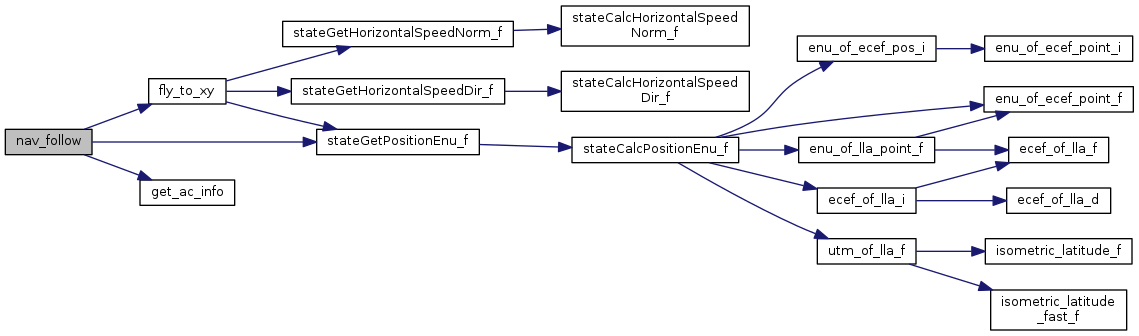 nav_follow
fly_to_xy
get_ac_info
stateGetHorizontalSpeedNorm_f
stateGetHorizontalSpeedDir_f
stateGetPositionEnu_f
stateCalcHorizontalSpeed
Norm_f
stateCalcHorizontalSpeed
Dir_f
stateCalcPositionEnu_f
enu_of_ecef_pos_i
enu_of_lla_point_f
ecef_of_lla_i
utm_of_lla_f
enu_of_ecef_point_i
enu_of_ecef_point_f
ecef_of_lla_f
ecef_of_lla_d
isometric_latitude_f
isometric_latitude
_fast_f